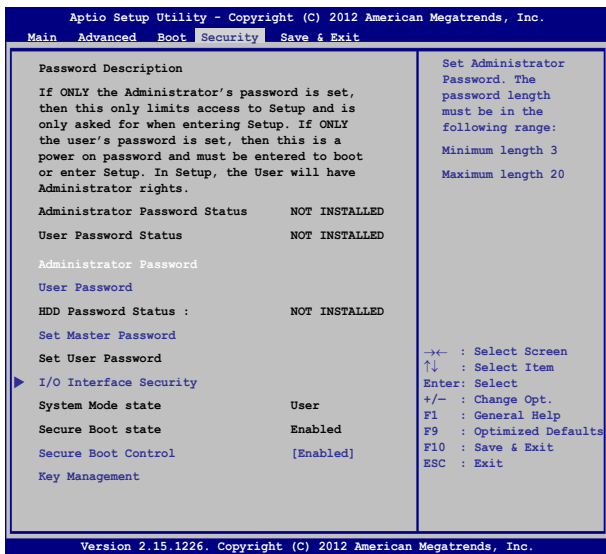 Aptio Setup Utility - Copyright (C) 2012 American Megatrends, Inc.
Main Advanced Boot Security Save & Exit
Password Description
If ONLY the Administrator's password is set,
then this only limits access to Setup and is
only asked for when entering Setup. If ONLY
the user's password is set, then this is a
power on password and must be entered to boot
or enter Setup. In Setup, the User will have
Administrator rights.
Administrator Password Status NOT INSTALLED
User Password Status NOT INSTALLED
Administrator Password
User Password
HDD Password Status : NOT INSTALLED
Set Master Password
Set User Password
I/O Interface Security
System Mode state User
Secure Boot state Enabled
Secure Boot Control [Enabled]
Key Management
Set Administrator
Password. The
password length
must be in the
following range:
Minimum length 3
Maximum length 20
→← : Select Screen
↑↓ : Select Item
Enter: Select
+/— : Change Opt.
F1 : General Help
F9 : Optimized Defaults
F10 : Save & Exit
ESC : Exit
Version 2.15.1226. Copyright (C) 2012 American Megatrends, Inc.